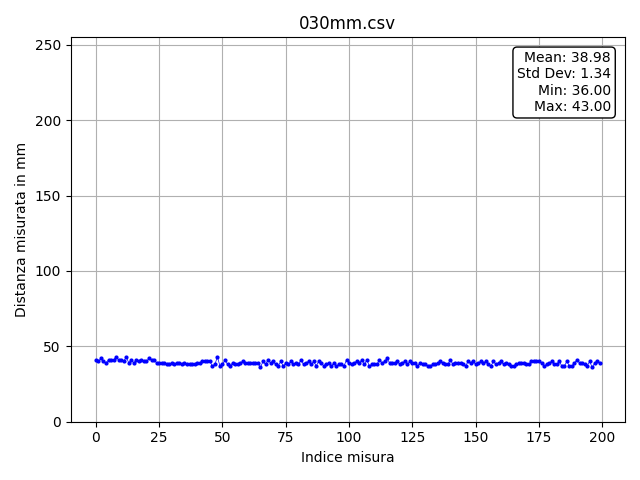 030mm.csv
Mean: 38.98
Std Dev: 1.34
Min: 36.00
Max: 43.00
Distanza misurata in mm
250
200
150
100
50
0
0 25 50 75 100 125 150 175 200
Indice misura